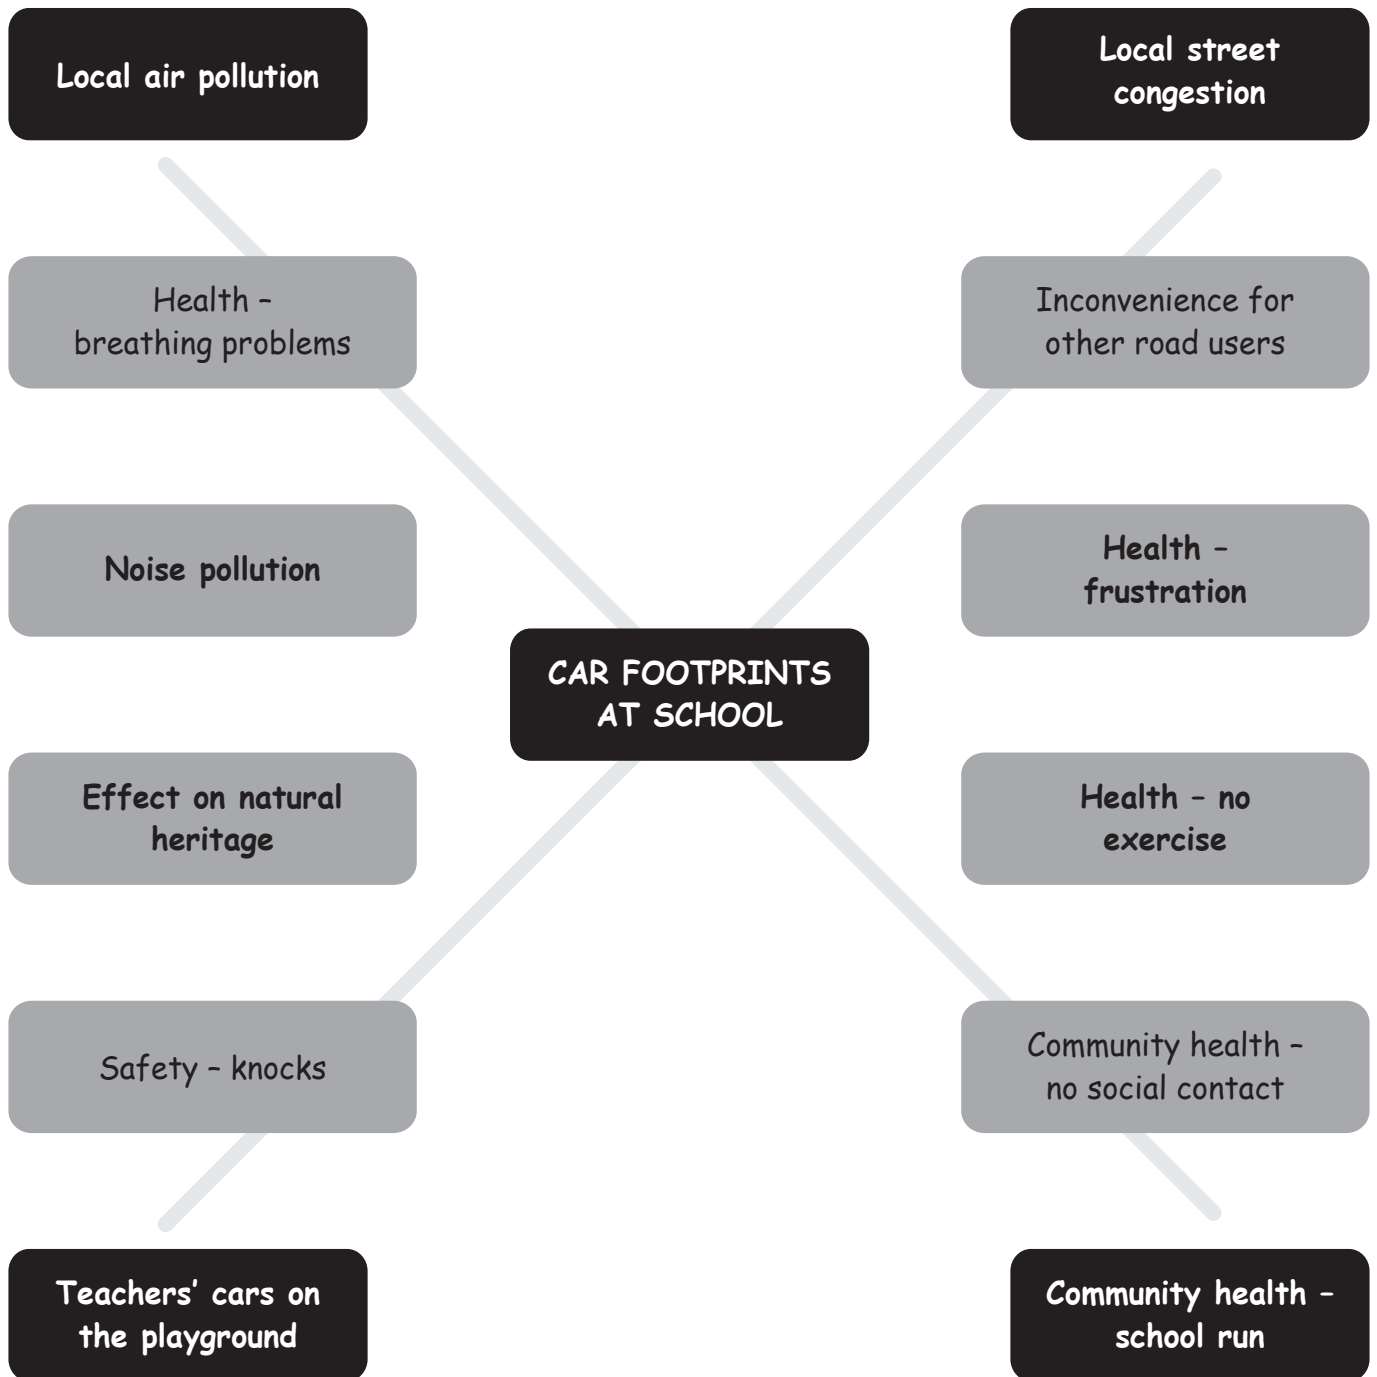 Local air pollution
Local street
congestion
Health –
breathing problems
Inconvenience for
other road users
Noise pollution
Health –
frustration
CAR FOOTPRINTS
AT SCHOOL
Effect on natural
heritage
Health – no
exercise
Safety – knocks
Community health –
no social contact
Teachers’ cars on
the playground
Community health –
school run